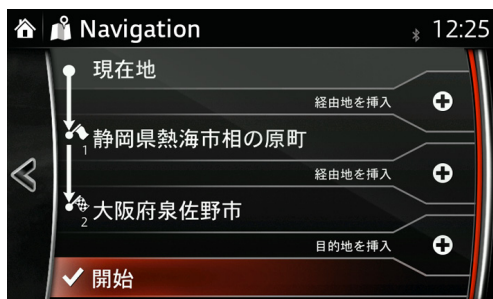 Navigation 12:25
現在地
経由地を挿入
1 静岡県熱海市相の原町
経由地を挿入
2 大阪府泉佐野市
目的地を挿入
開始